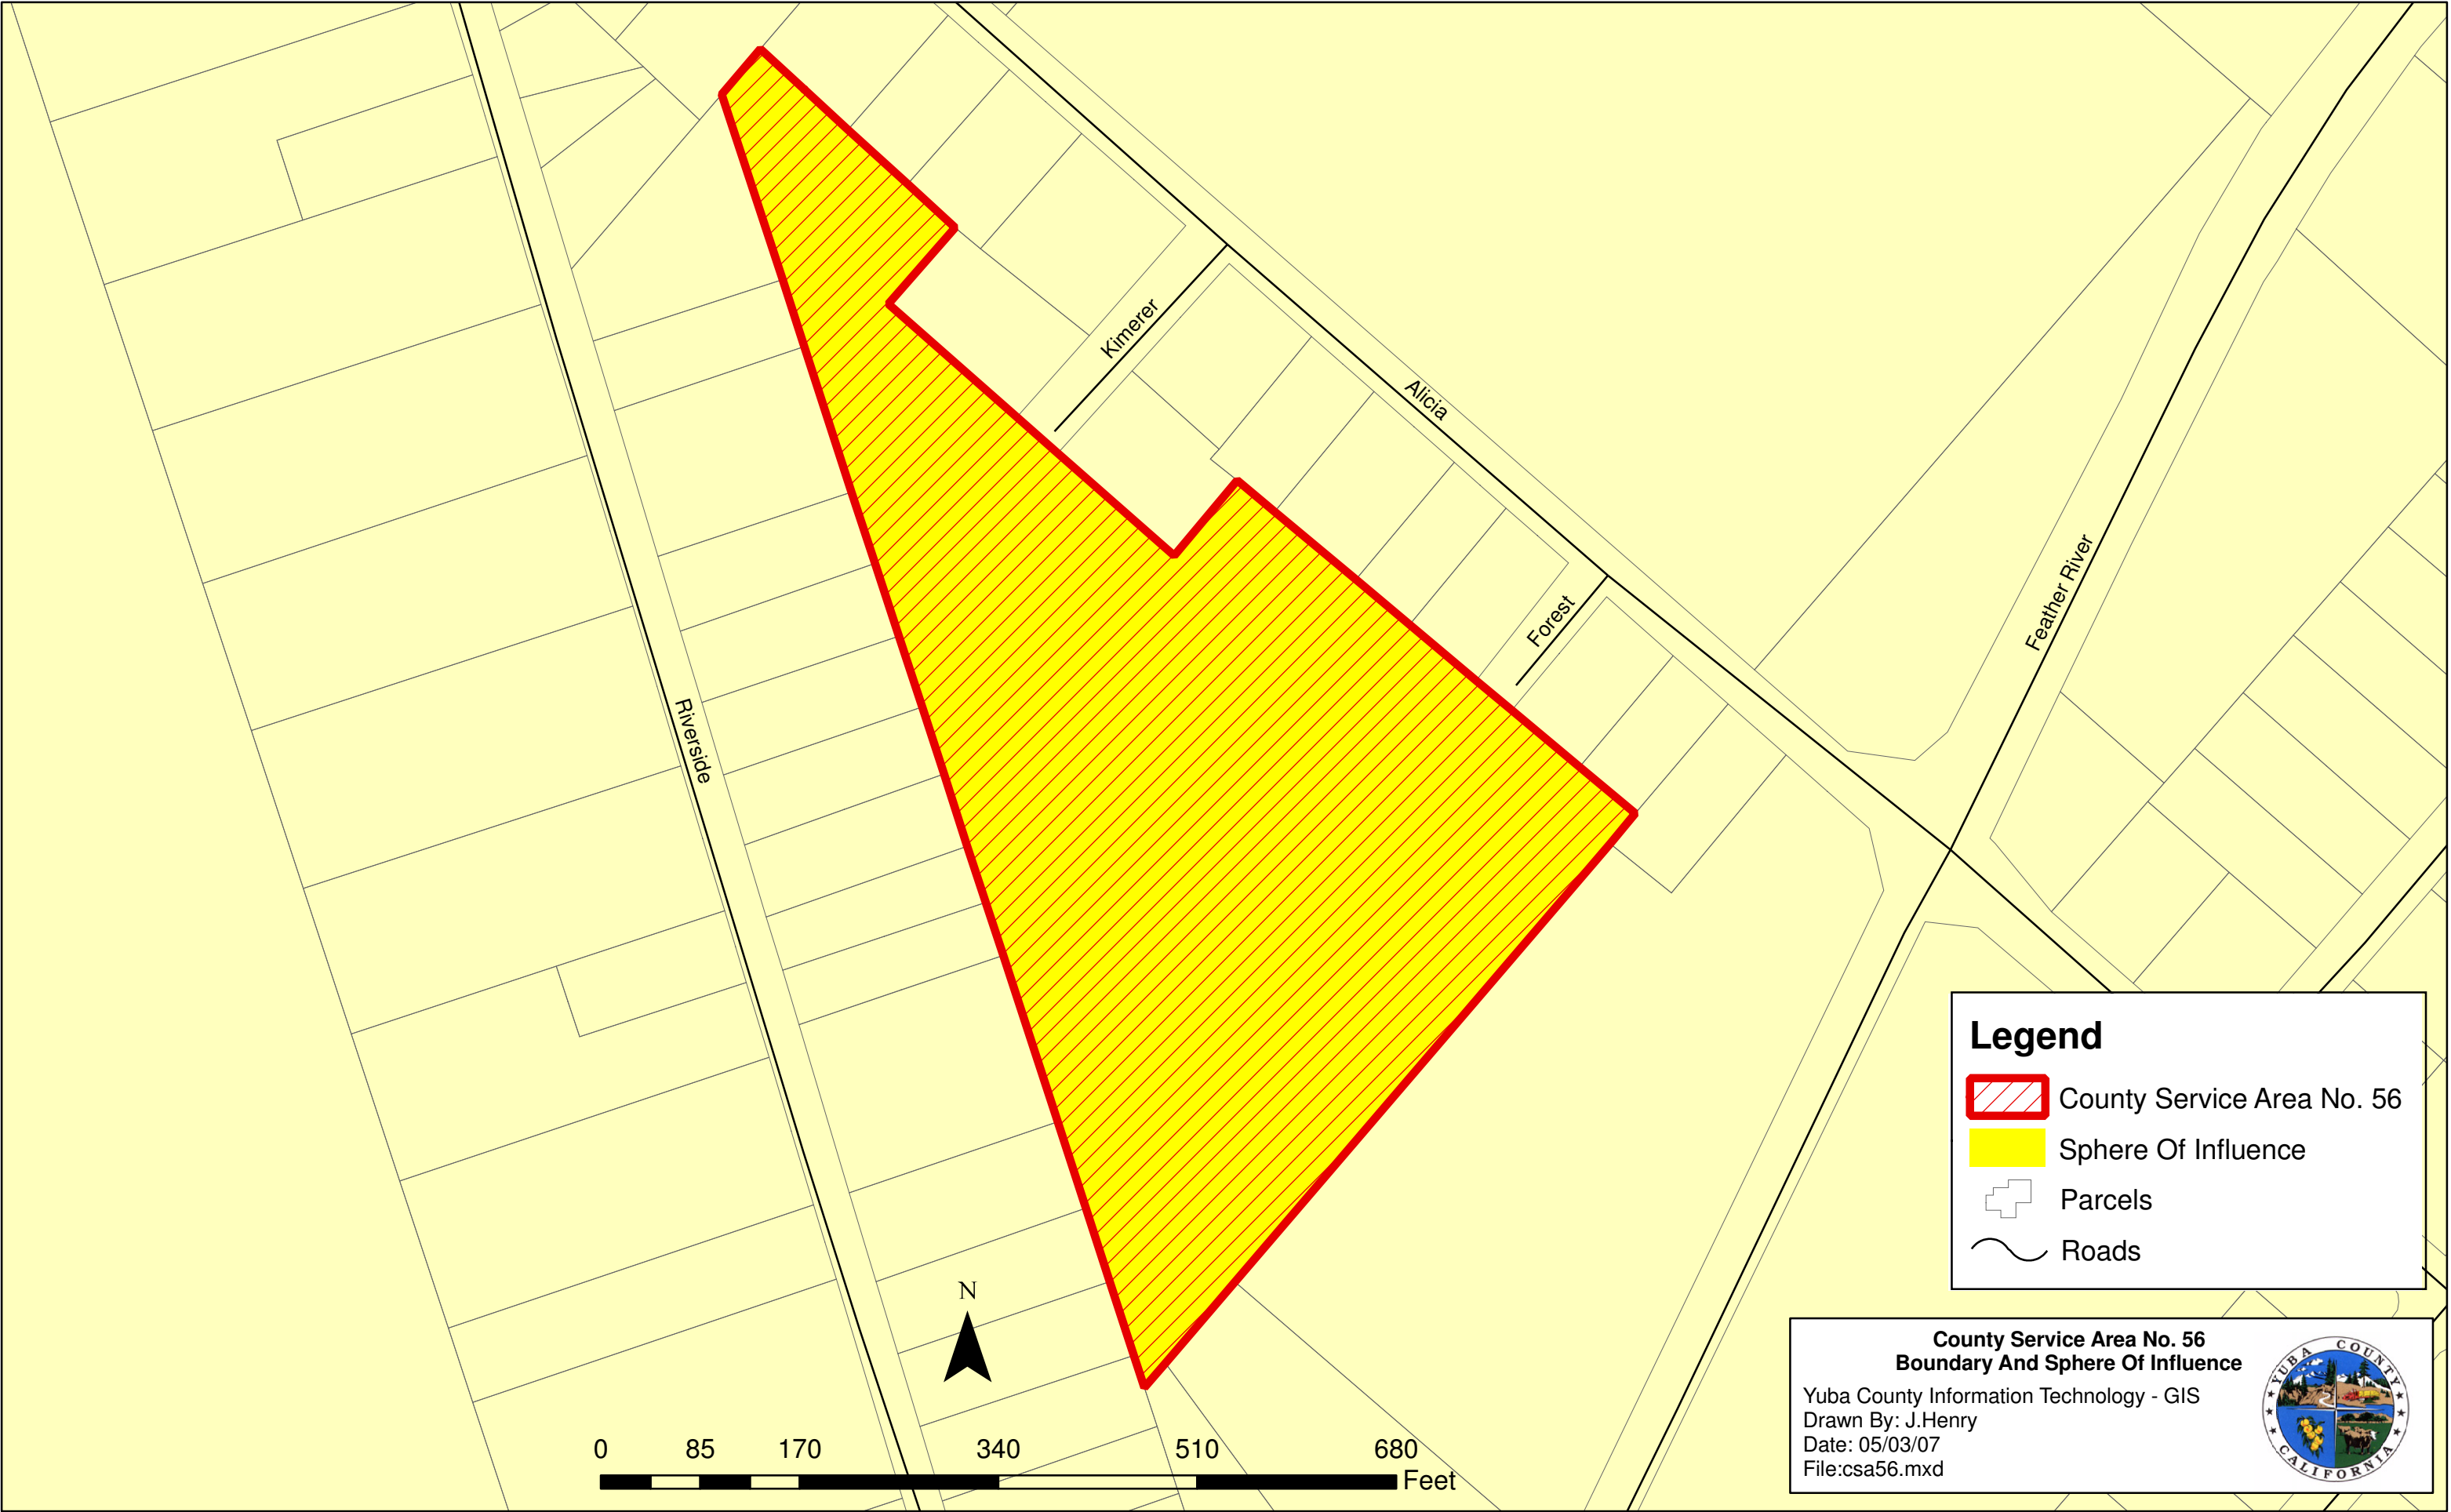 Kimerer
Alicia
Forest
Feather River
Riverside
N
0 85 170 340 510 680
Feet
Legend
County Service Area No. 56
Sphere Of Influence
Parcels
Roads
County Service Area No. 56
Boundary And Sphere Of Influence
Yuba County Information Technology - GIS
Drawn By: J.Henry
Date: 05/03/07
File:csa56.mxd
YUBA COUNTY
CALIFORNIA